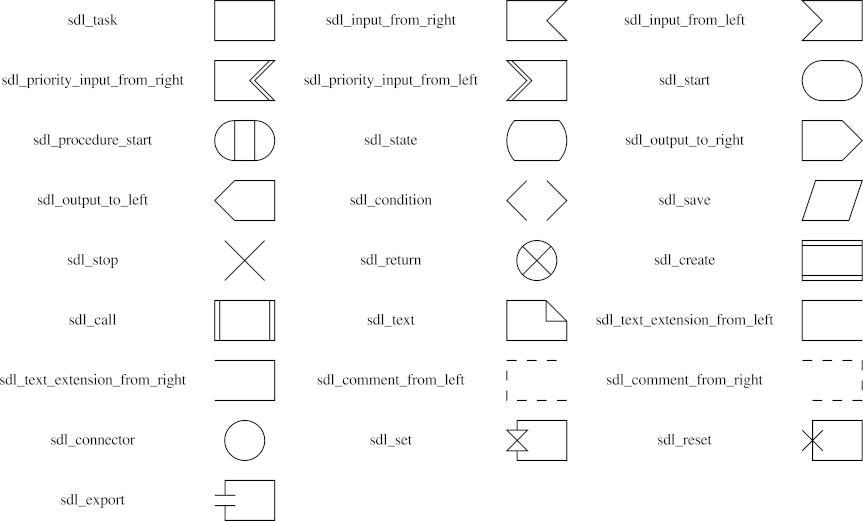 sdl_task
sdl_input_from_right
sdl_input_from_left
sdl_priority_input_from_right
sdl_priority_input_from_left
sdl_start
sdl_procedure_start
sdl_state
sdl_output_to_right
sdl_output_to_left
sdl_condition
sdl_save
sdl_stop
sdl_return
sdl_create
sdl_call
sdl_text
sdl_text_extension_from_left
sdl_text_extension_from_right
sdl_comment_from_left
sdl_comment_from_right
sdl_connector
sdl_set
sdl_reset
sdl_export